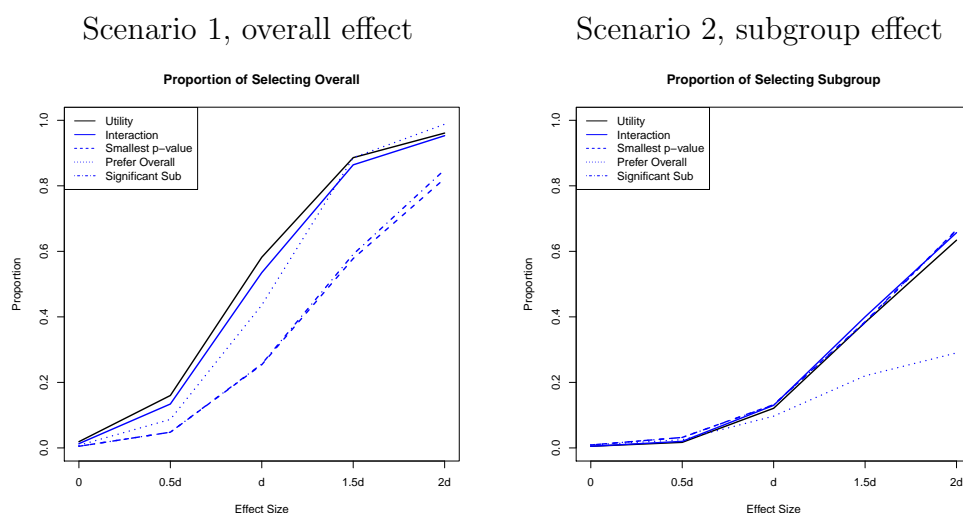 Scenario 1, overall effect
Proportion of Selecting Overall
Utility
Interaction
Smallest p−value
Prefer Overall
Significant Sub
Proportion
1.0
0.8
0.6
0.4
0.2
0.0
0 0.5d d 1.5d 2d
Effect Size
Scenario 2, subgroup effect
Proportion of Selecting Subgroup
Utility
Interaction
Smallest p−value
Prefer Overall
Significant Sub
Proportion
1.0
0.8
0.6
0.4
0.2
0.0
0 0.5d d 1.5d 2d
Effect Size